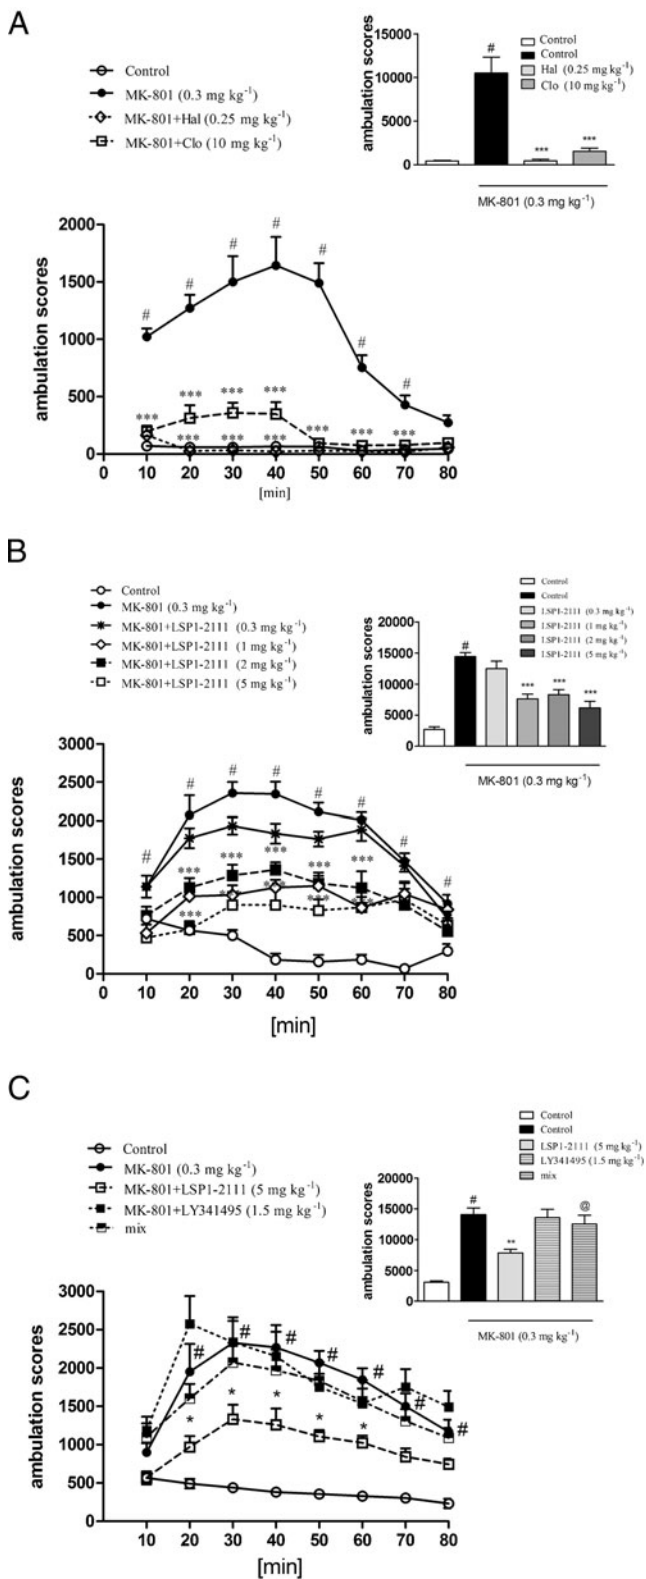 A
Control
MK-801 (0.3 mg kg⁻¹)
MK-801+Hal (0.25 mg kg⁻¹)
MK-801+Clo (10 mg kg⁻¹)
ambulation scores
15000
10000
5000
0
#
***
***
Control
Control
Hal (0.25 mg kg⁻¹)
Clo (10 mg kg⁻¹)
MK-801 (0.3 mg kg⁻¹)
ambulation scores
2000
1500
1000
500
0
# # # # # # #
*** *** *** *** *** *** ***
*** *** ***
0 10 20 30 40 50 60 70 80
[min]
B
Control
MK-801 (0.3 mg kg⁻¹)
MK-801+LSP1-2111 (0.3 mg kg⁻¹)
MK-801+LSP1-2111 (1 mg kg⁻¹)
MK-801+LSP1-2111 (2 mg kg⁻¹)
MK-801+LSP1-2111 (5 mg kg⁻¹)
Control
Control
LSP1-2111 (0.3 mg kg⁻¹)
LSP1-2111 (1 mg kg⁻¹)
LSP1-2111 (2 mg kg⁻¹)
LSP1-2111 (5 mg kg⁻¹)
ambulation scores
20000
15000
10000
5000
0
#
*** *** ***
MK-801 (0.3 mg kg⁻¹)
ambulation scores
3000
2500
2000
1500
1000
500
0
# # # # # # # #
*** *** *** *** ***
*** *** *** *** ***
10 20 30 40 50 60 70 80
[min]
C
Control
MK-801 (0.3 mg kg⁻¹)
MK-801+LSP1-2111 (5 mg kg⁻¹)
MK-801+LY341495 (1.5 mg kg⁻¹)
mix
Control
Control
LSP1-2111 (5 mg kg⁻¹)
LY341495 (1.5 mg kg⁻¹)
mix
ambulation scores
20000
15000
10000
5000
0
# ** @
MK-801 (0.3 mg kg⁻¹)
ambulation scores
3000
2500
2000
1500
1000
500
0
# # # # # # #
* * * * *
10 20 30 40 50 60 70 80
[min]